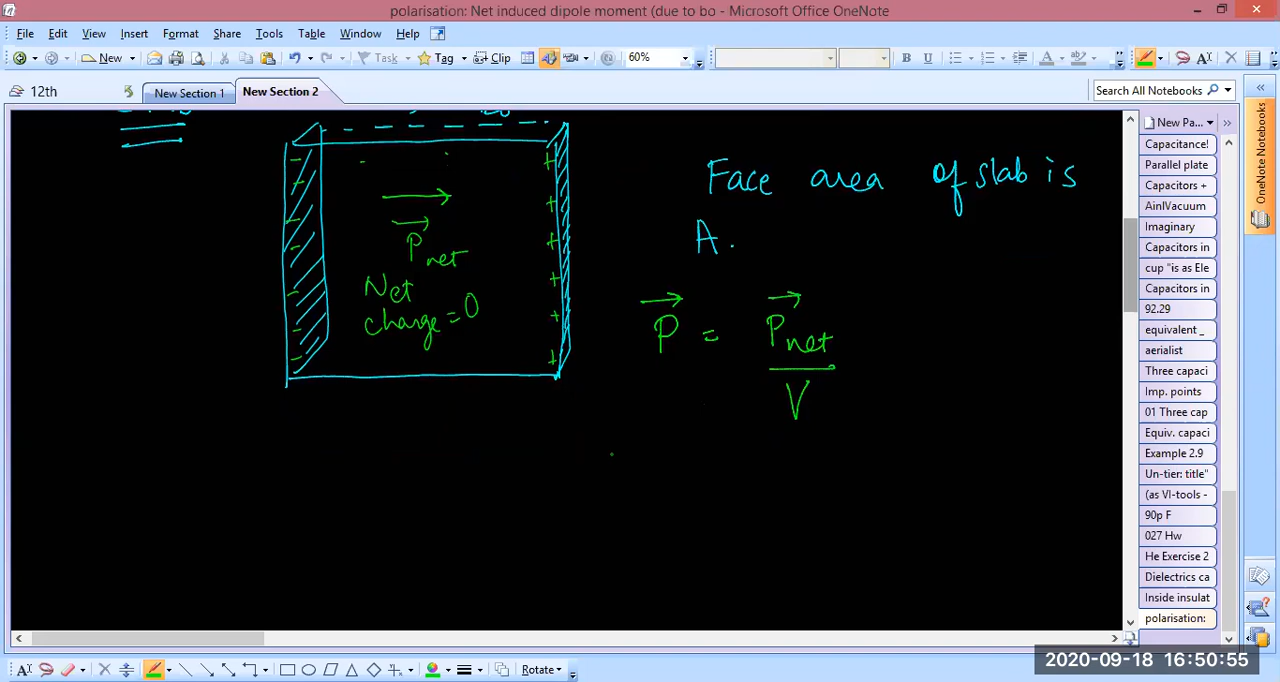 polarisation: Net induced dipole moment (due to bo - Microsoft Office OneNote
File Edit View Insert Format Share Tools Table Window Help
New Task Tag Clip 60% B U
12th New Section 1 New Section 2 Search All Notebooks
Face area of slab is
A.
P net
Net
charge = 0
P = P net
V
New Pa...
Capacitance!
Parallel plate
Capacitors +
AinIVacuum
Imaginary
Capacitors in
cup "is as Ele
Capacitors in
92.29
equivalent _
aerialist
Three capaci
Imp. points
01 Three cap
Equiv. capaci
Example 2.9
Un-tier: title"
(as VI-tools -
90p F
027 Hw
He Exercise 2
Dielectrics ca
Inside insulat
polarisation:
OneNote Notebooks
2020-09-18 16:50:55
Rotate